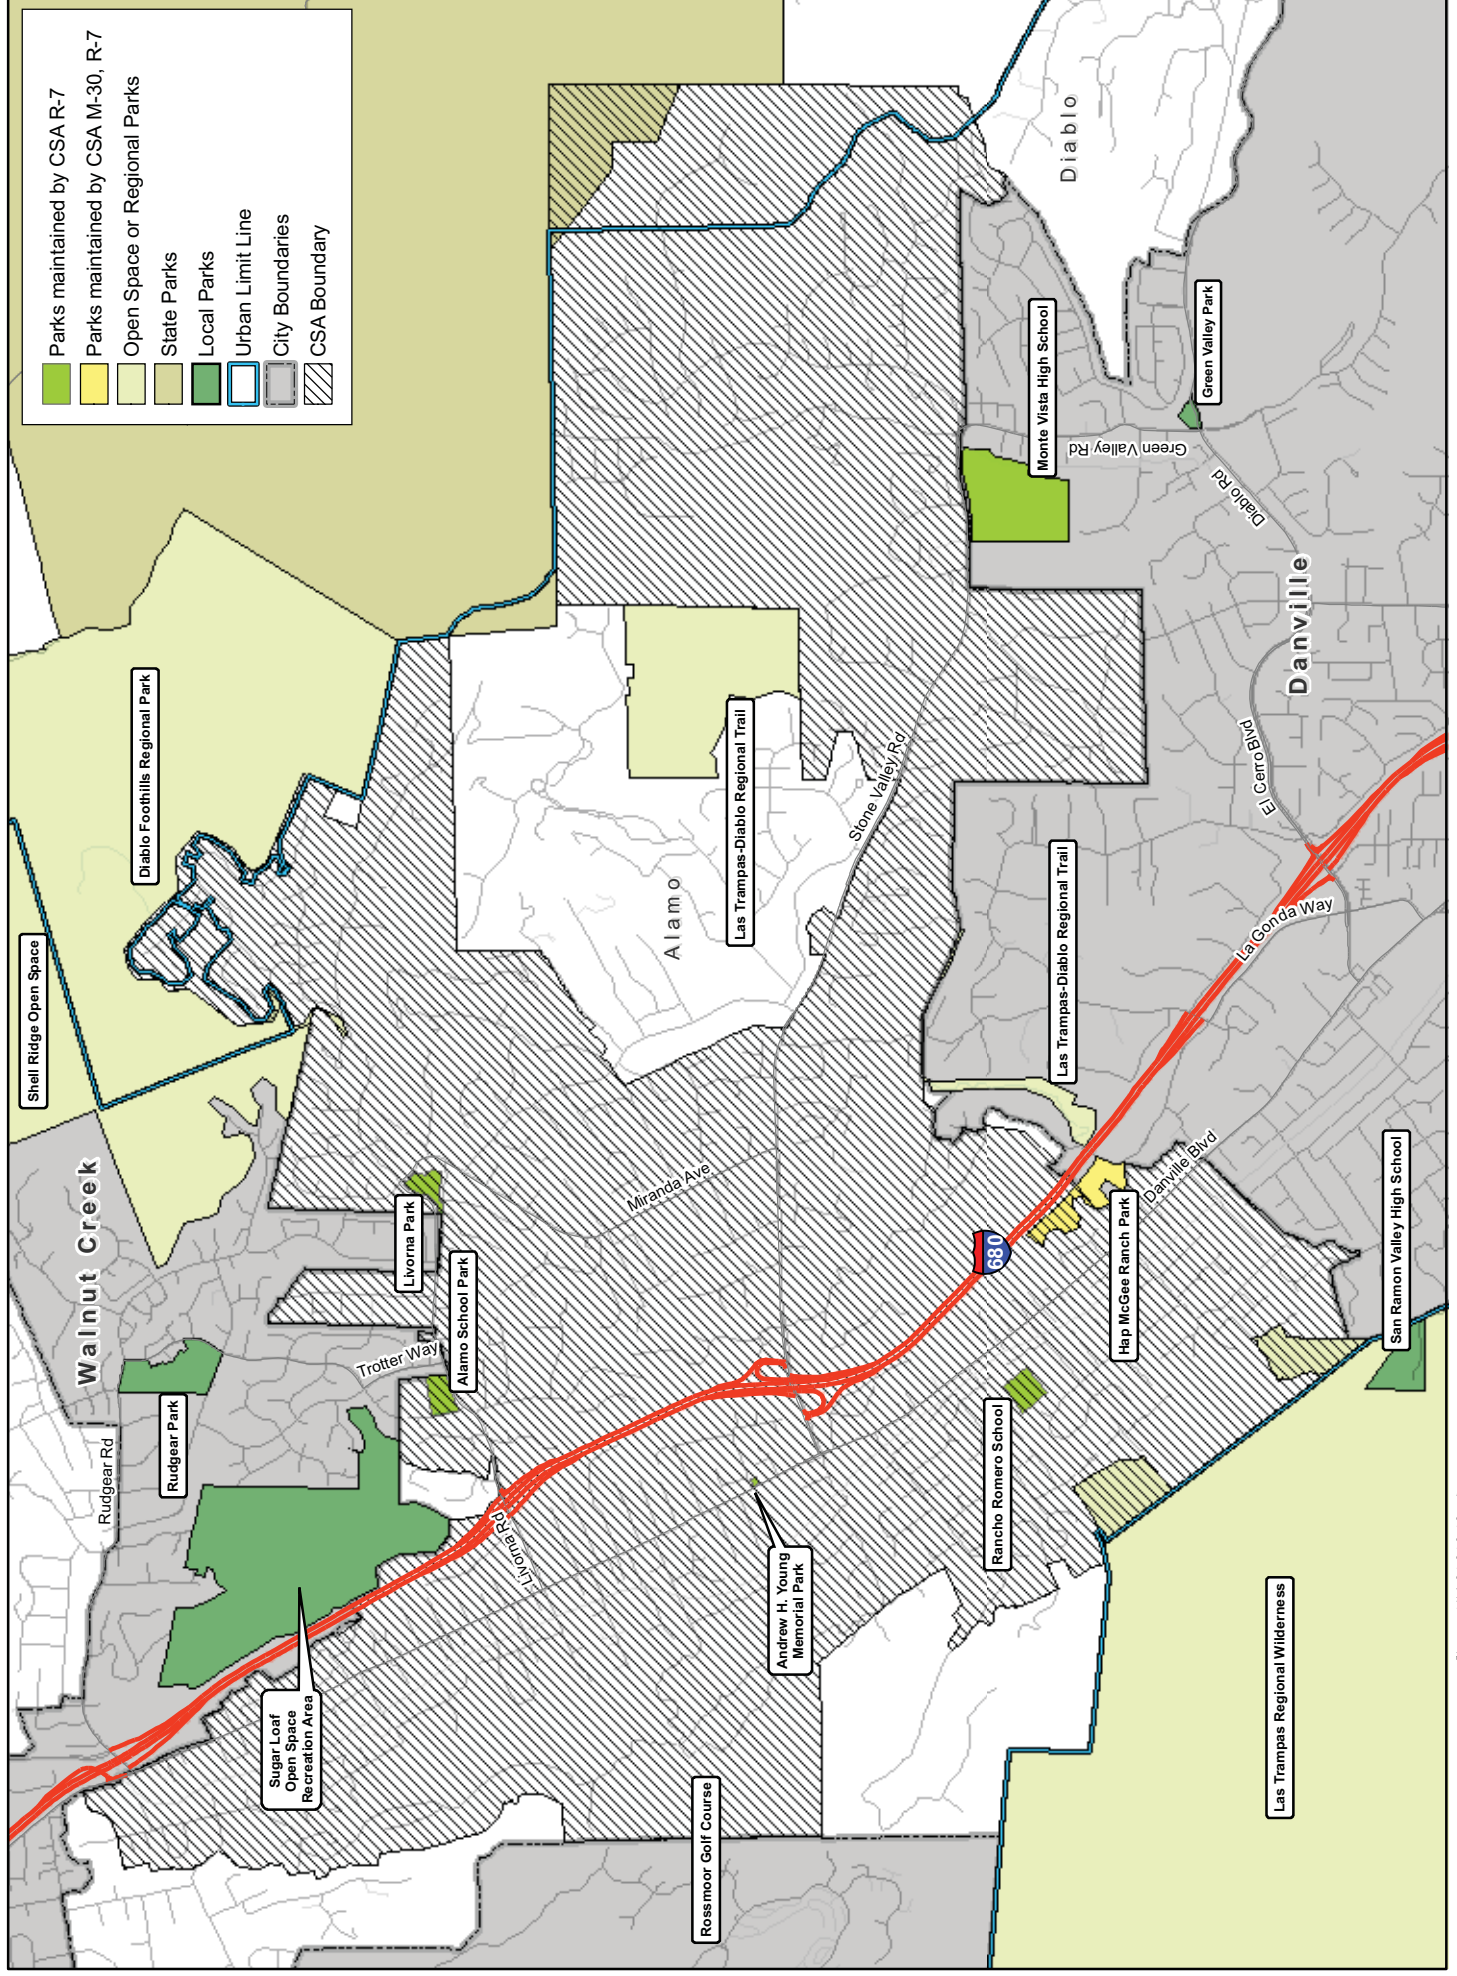 Parks maintained by CSA R-7
Parks maintained by CSA M-30, R-7
Open Space or Regional Parks
State Parks
Local Parks
Urban Limit Line
City Boundaries
CSA Boundary
Shell Ridge Open Space
Diablo Foothills Regional Park
Walnut Creek
Rudgear Rd
Rudgear Park
Trotter Way
Livorna Park
Alamo School Park
Sugar Loaf
Open Space
Recreation Area
Livorna Rd
Miranda Ave
Alamo
Las Trampas-Diablo Regional Trail
Stone Valley Rd
Andrew H. Young
Memorial Park
Rossmoor Golf Course
680
Rancho Romero School
Hap McGee Ranch Park
Danville Blvd
Las Trampas-Diablo Regional Trail
La Gonda Way
El Cerro Blvd
Danville
Diablo Rd
Green Valley Rd
Monte Vista High School
Green Valley Park
Diablo
San Ramon Valley High School
Las Trampas Regional Wilderness